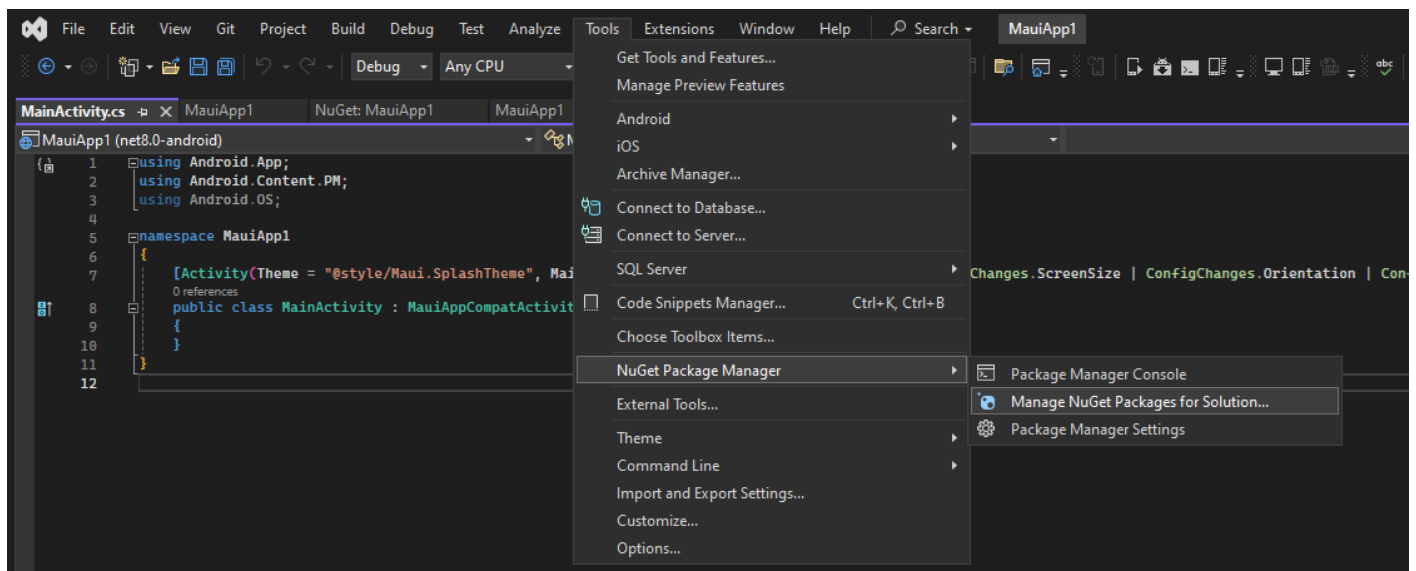 File Edit View Git Project Build Debug Test Analyze Tools Extensions Window Help Search MauiApp1
Debug Any CPU
abc
MainActivity.cs MauiApp1 NuGet: MauiApp1 MauiApp1
MauiApp1 (net8.0-android)
1 using Android.App;
2 using Android.Content.PM;
3 using Android.OS;
4
5 namespace MauiApp1
6 {
7 [Activity(Theme = "@style/Maui.SplashTheme", Mai Changes.ScreenSize | ConfigChanges.Orientation | Con
0 references
8 public class MainActivity : MauiAppCompatActivit
9 {
10 }
11 }
12
Get Tools and Features...
Manage Preview Features
Android
iOS
Archive Manager...
Connect to Database...
Connect to Server...
SQL Server
Code Snippets Manager... Ctrl+K, Ctrl+B
Choose Toolbox Items...
NuGet Package Manager
External Tools...
Theme
Command Line
Import and Export Settings...
Customize...
Options...
Package Manager Console
Manage NuGet Packages for Solution...
Package Manager Settings